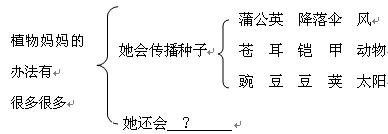 植物妈妈的
办法有
很多很多
她会传播种子
蒲公英 降落伞 风
苍 耳 铠 甲 动物
豌 豆 豆 荚 太阳
她还会 ?